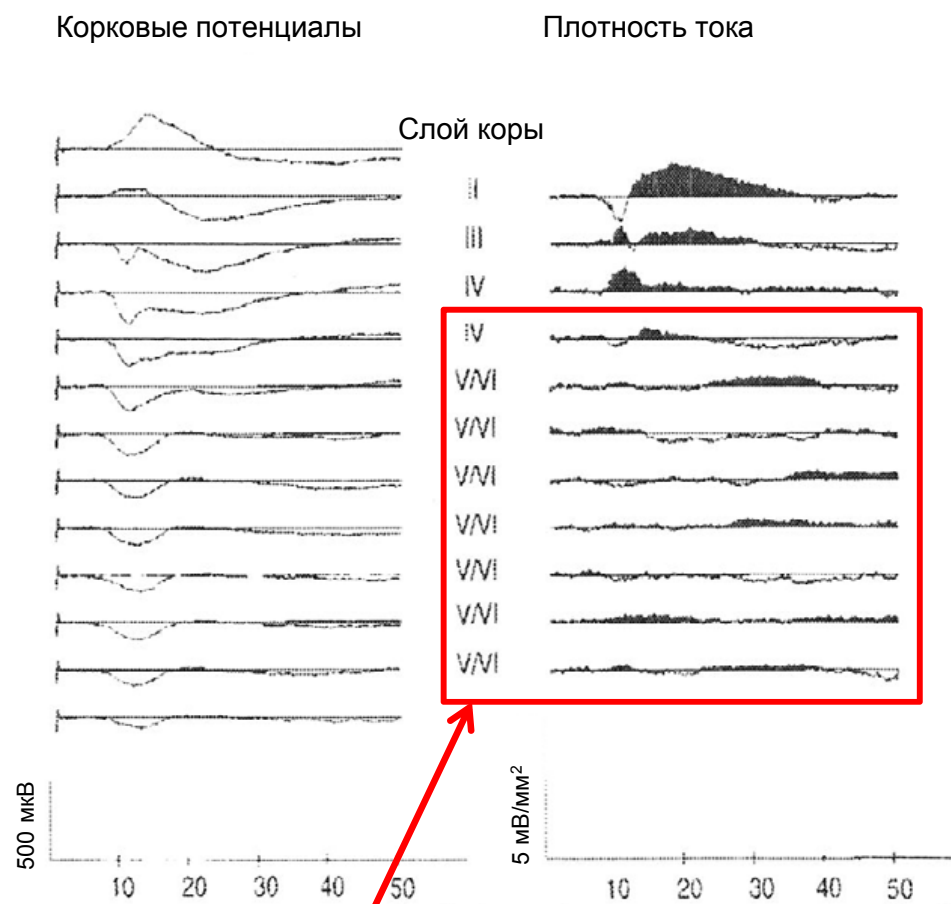 Корковые потенциалы
Плотность тока
Слой коры
II
III
IV
IV
V/VI
V/VI
V/VI
V/VI
V/VI
V/VI
V/VI
500 мкВ
5 мВ/мм²
10 20 30 40 50
10 20 30 40 50